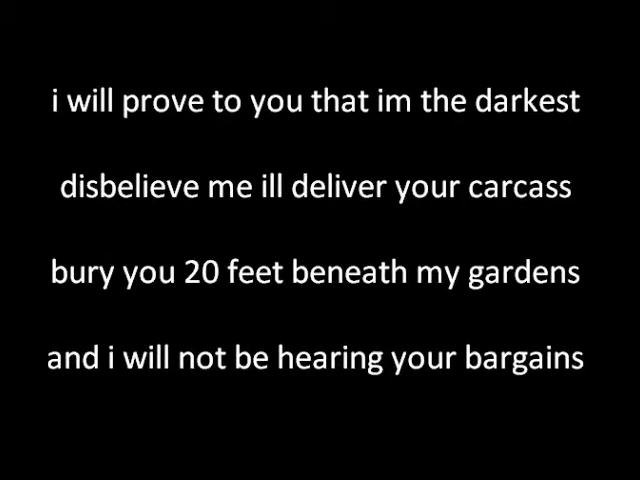 i will prove to you that im the darkest
disbelieve me ill deliver your carcass
bury you 20 feet beneath my gardens
and i will not be hearing your bargains